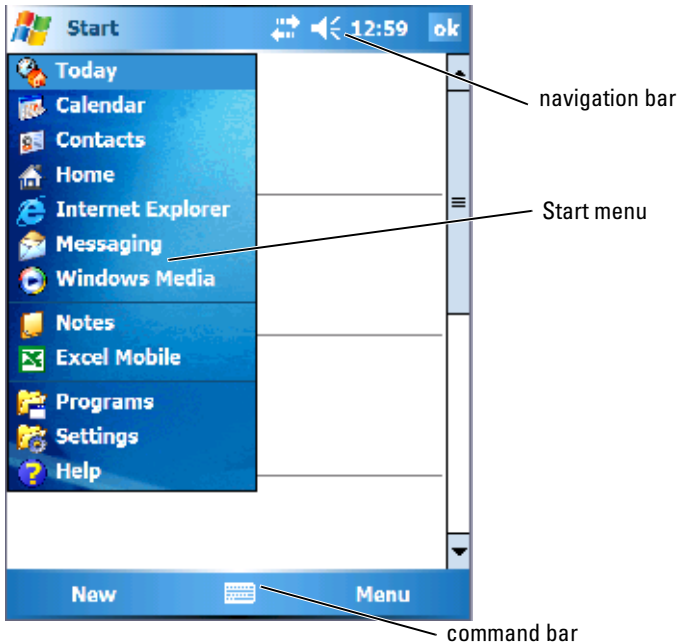 Start 12:59 ok
Today
navigation bar
Calendar
Contacts
Home
Internet Explorer
Start menu
Messaging
Windows Media
Notes
Excel Mobile
Programs
Settings
Help
New Menu
command bar